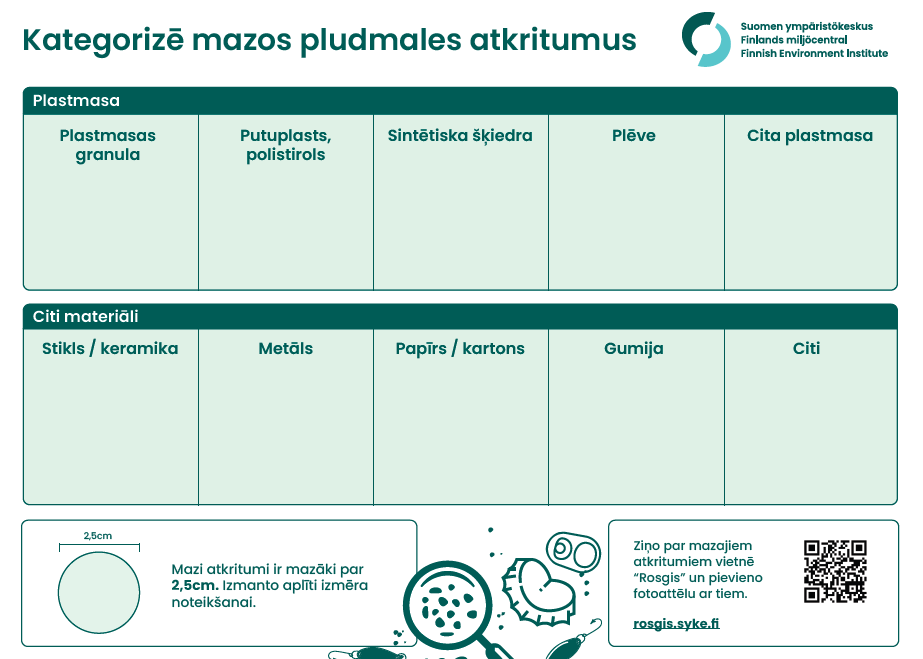 Kategorizē mazos pludmales atkritumus
Suomen ympäristökeskus
Finlands miljöcentral
Finnish Environment Institute
Plastmasa
Plastmasas
granula
Putuplasts,
polistirols
Sintētiska šķiedra
Plēve
Cita plastmasa
Citi materiāli
Stikls / keramika
Metāls
Papīrs / kartons
Gumija
Citi
2,5cm
Mazi atkritumi ir mazāki par
2,5cm. Izmanto aplīti izmēra
noteikšanai.
Ziņo par mazajiem
atkritumiem vietnē
“Rosgis” un pievieno
fotoattēlu ar tiem.
rosgis.syke.fi